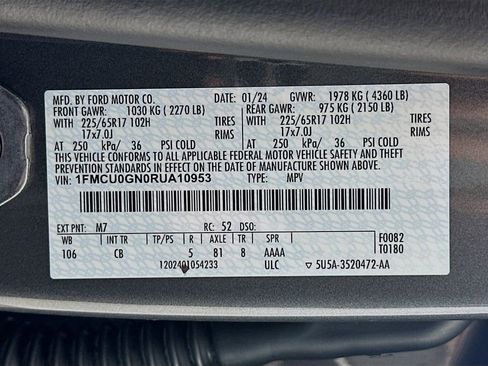 MFD. BY FORD MOTOR CO. 01/24 GVWR: 1978 KG ( 4360 LB)
FRONT GAWR: 1030 KG ( 2270 LB) REAR GAWR: 975 KG ( 2150 LB)
WITH 225/65R17 102H TIRES WITH 225/65R17 102H TIRES
17x7.0J RIMS 17x7.0J RIMS
AT 250 kPa/ 36 PSI COLD AT 250 kPa/ 36 PSI COLD
THIS VEHICLE CONFORMS TO ALL APPLICABLE FEDERAL MOTOR VEHICLE SAFETY AND THEFT
PREVENTION STANDARDS IN EFFECT ON THE DATE OF MANUFACTURE SHOWN ABOVE.
VIN: 1FMCU0GN0RUA10953 TYPE: MPV
EXT PNT: M7 RC: 52 DSO: F0082
WB INT TR TP/PS R AXLE TR SPR T0180
106 CB 5 81 8 AAAA
1202401054233 ULC 5U5A-3520472-AA